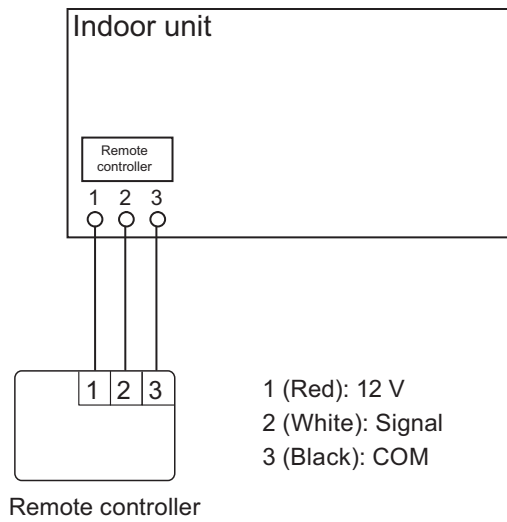 Indoor unit
Remote
controller
1 2 3
1 2 3
1 (Red): 12 V
2 (White): Signal
3 (Black): COM
Remote controller